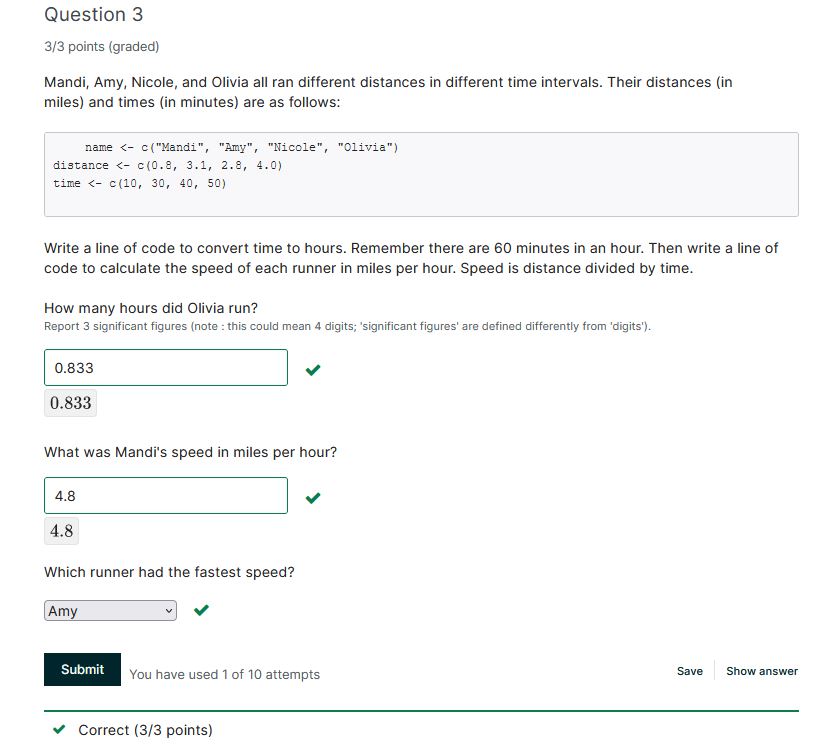 Question 3
3/3 points (graded)
Mandi, Amy, Nicole, and Olivia all ran different distances in different time intervals. Their distances (in
miles) and times (in minutes) are as follows:
name <- c("Mandi", "Amy", "Nicole", "Olivia")
distance <- c(0.8, 3.1, 2.8, 4.0)
time <- c(10, 30, 40, 50)
Write a line of code to convert time to hours. Remember there are 60 minutes in an hour. Then write a line of
code to calculate the speed of each runner in miles per hour. Speed is distance divided by time.
How many hours did Olivia run?
Report 3 significant figures (note : this could mean 4 digits; 'significant figures' are defined differently from 'digits').
0.833
0.833
What was Mandi's speed in miles per hour?
4.8
4.8
Which runner had the fastest speed?
Amy
Submit
You have used 1 of 10 attempts
Save
Show answer
Correct (3/3 points)